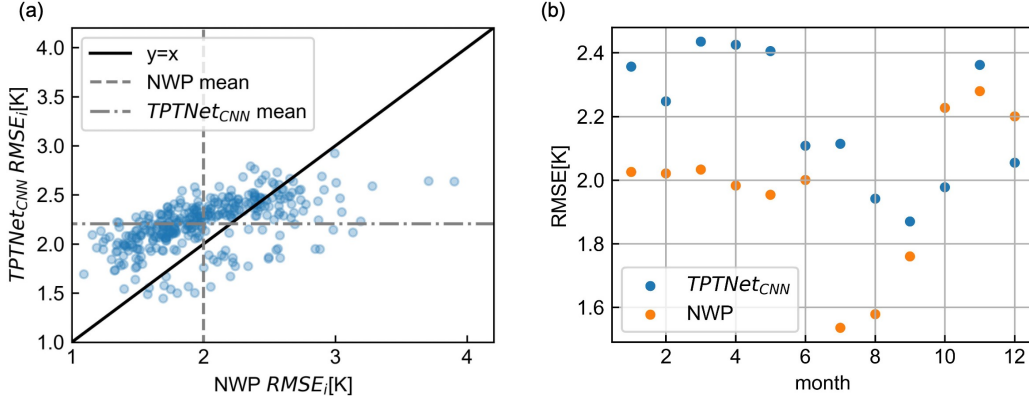 (a)
4.0
3.5
3.0
2.5
2.0
1.5
1.0
TPTNet_CNN RMSE_i[K]
y=x
NWP mean
TPTNet_CNN mean
1
2
3
4
NWP RMSE_i[K]
(b)
2.4
2.2
2.0
1.8
1.6
RMSE[K]
TPTNet_CNN
NWP
2
4
6
8
10
12
month